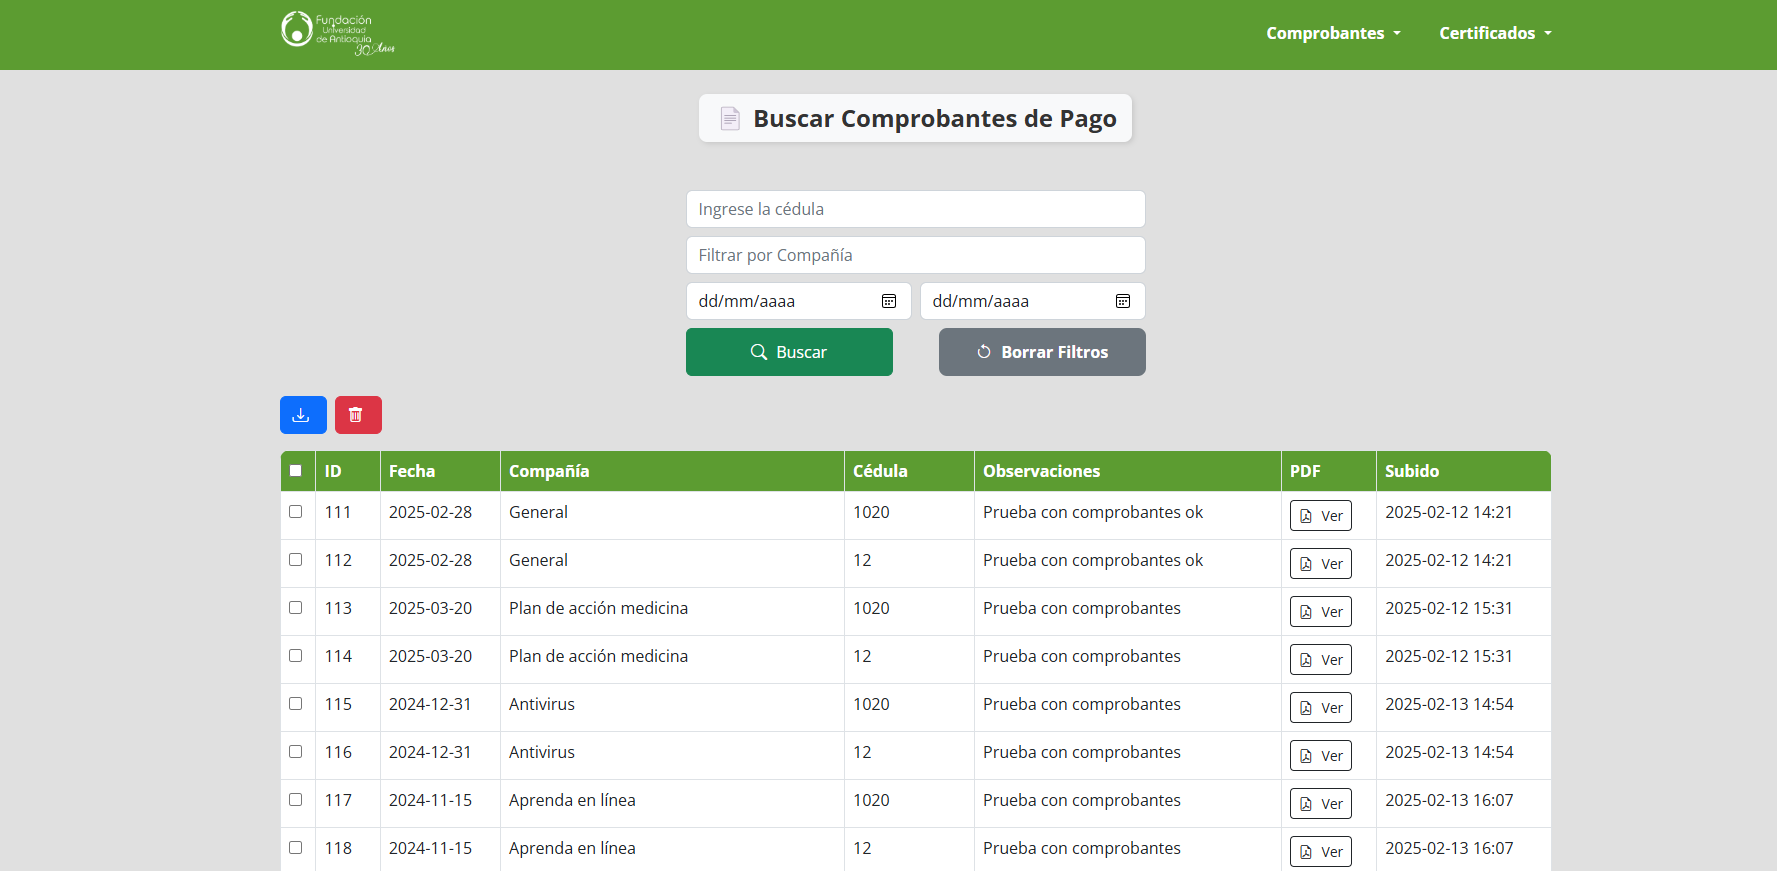 Fundación
Universidad
de Antioquia
30 Años
Comprobantes
Certificados
Buscar Comprobantes de Pago
Ingrese la cédula
Filtrar por Compañía
dd/mm/aaaa dd/mm/aaaa
Buscar Borrar Filtros
ID Fecha Compañía Cédula Observaciones PDF Subido
111 2025-02-28 General 1020 Prueba con comprobantes ok Ver 2025-02-12 14:21
112 2025-02-28 General 12 Prueba con comprobantes ok Ver 2025-02-12 14:21
113 2025-03-20 Plan de acción medicina 1020 Prueba con comprobantes Ver 2025-02-12 15:31
114 2025-03-20 Plan de acción medicina 12 Prueba con comprobantes Ver 2025-02-12 15:31
115 2024-12-31 Antivirus 1020 Prueba con comprobantes Ver 2025-02-13 14:54
116 2024-12-31 Antivirus 12 Prueba con comprobantes Ver 2025-02-13 14:54
117 2024-11-15 Aprenda en línea 1020 Prueba con comprobantes Ver 2025-02-13 16:07
118 2024-11-15 Aprenda en línea 12 Prueba con comprobantes Ver 2025-02-13 16:07